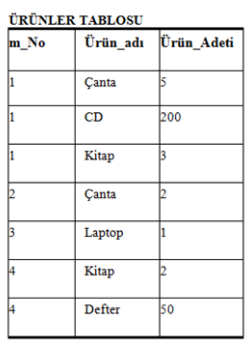 ÜRÜNLER TABLOSU
m_No Ürün_adı Ürün_Adeti
1 Çanta 5
1 CD 200
1 Kitap 3
2 Çanta 2
3 Laptop 1
4 Kitap 2
4 Defter 50